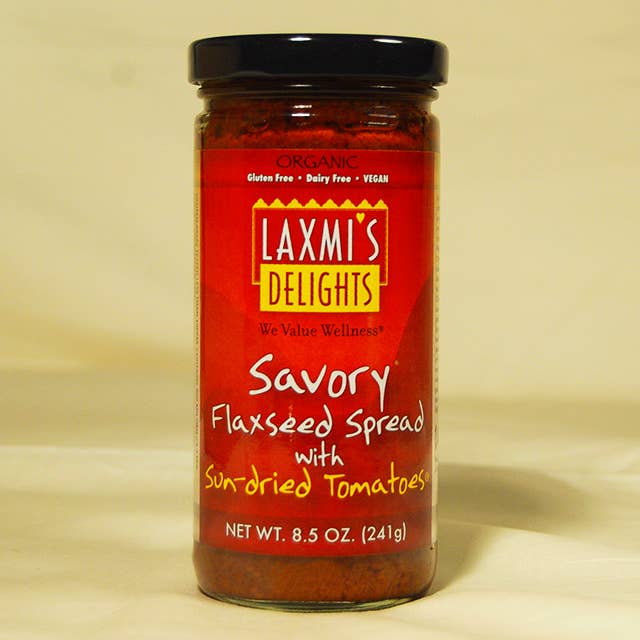 ORGANIC
Gluten Free • Dairy Free • VEGAN
LAXMI'S
DELIGHTS
We Value Wellness®
Savory®
Flaxseed Spread
with
Sun-dried Tomatoes®
NET WT. 8.5 OZ. (241g)